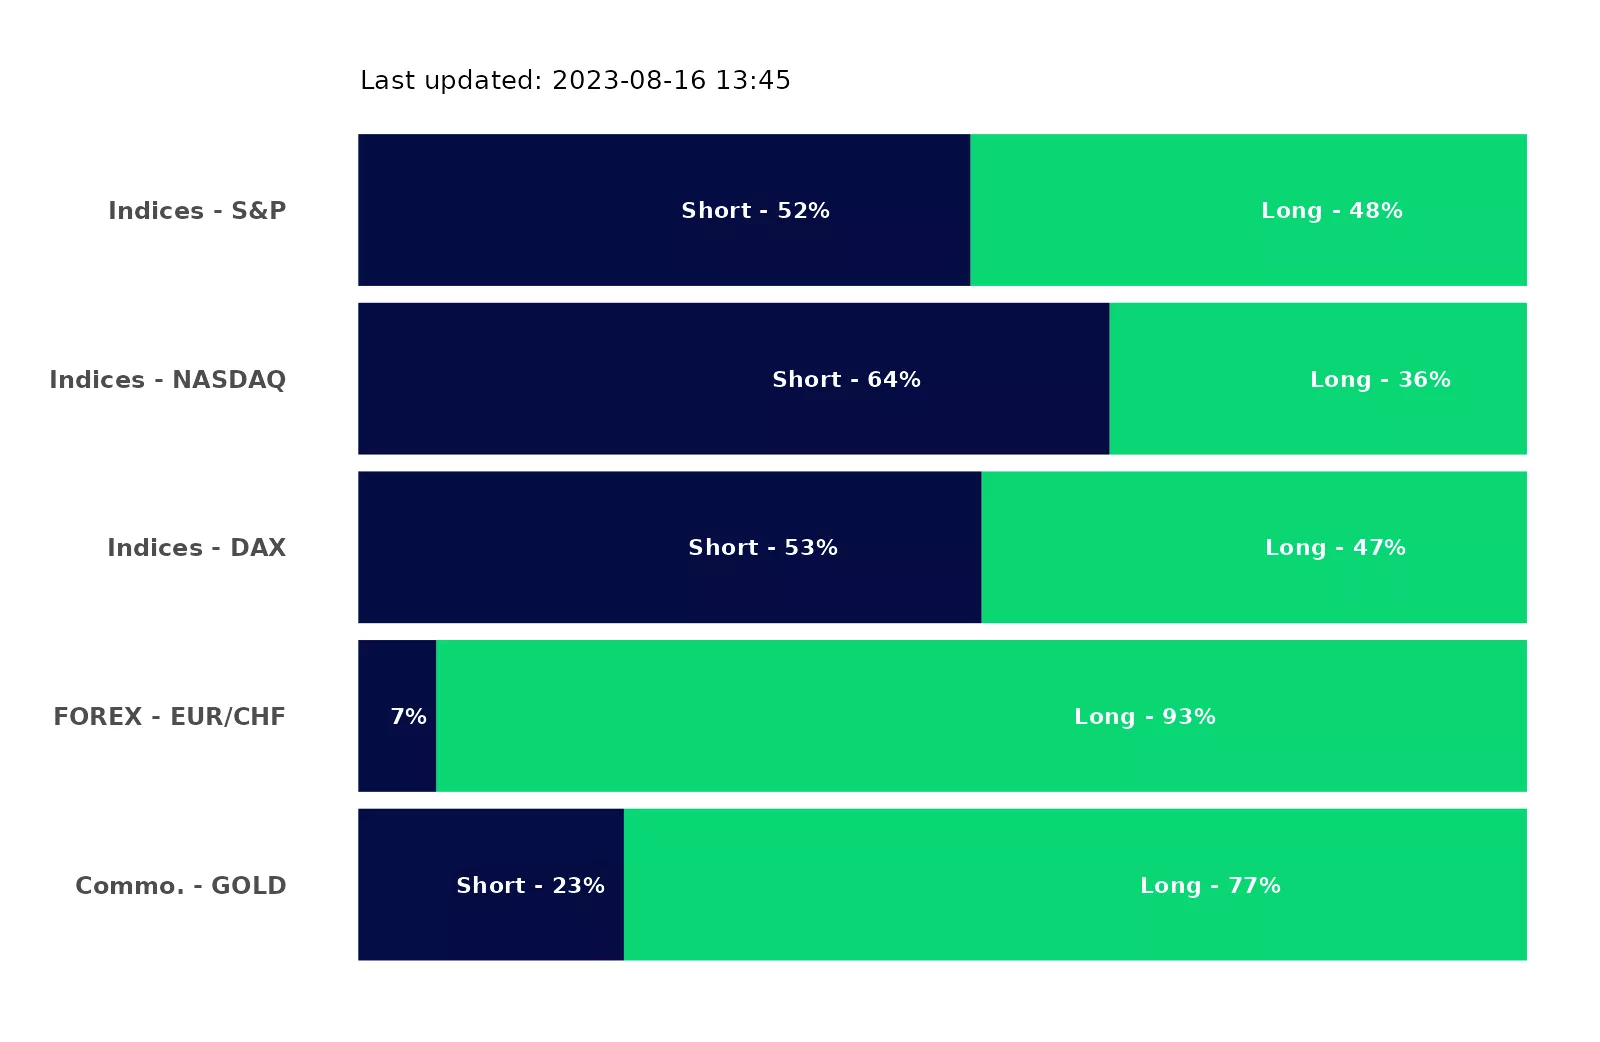 Last updated: 2023-08-16 13:45
Indices - S&P Short - 52% Long - 48%
Indices - NASDAQ Short - 64% Long - 36%
Indices - DAX Short - 53% Long - 47%
FOREX - EUR/CHF 7% Long - 93%
Commo. - GOLD Short - 23% Long - 77%